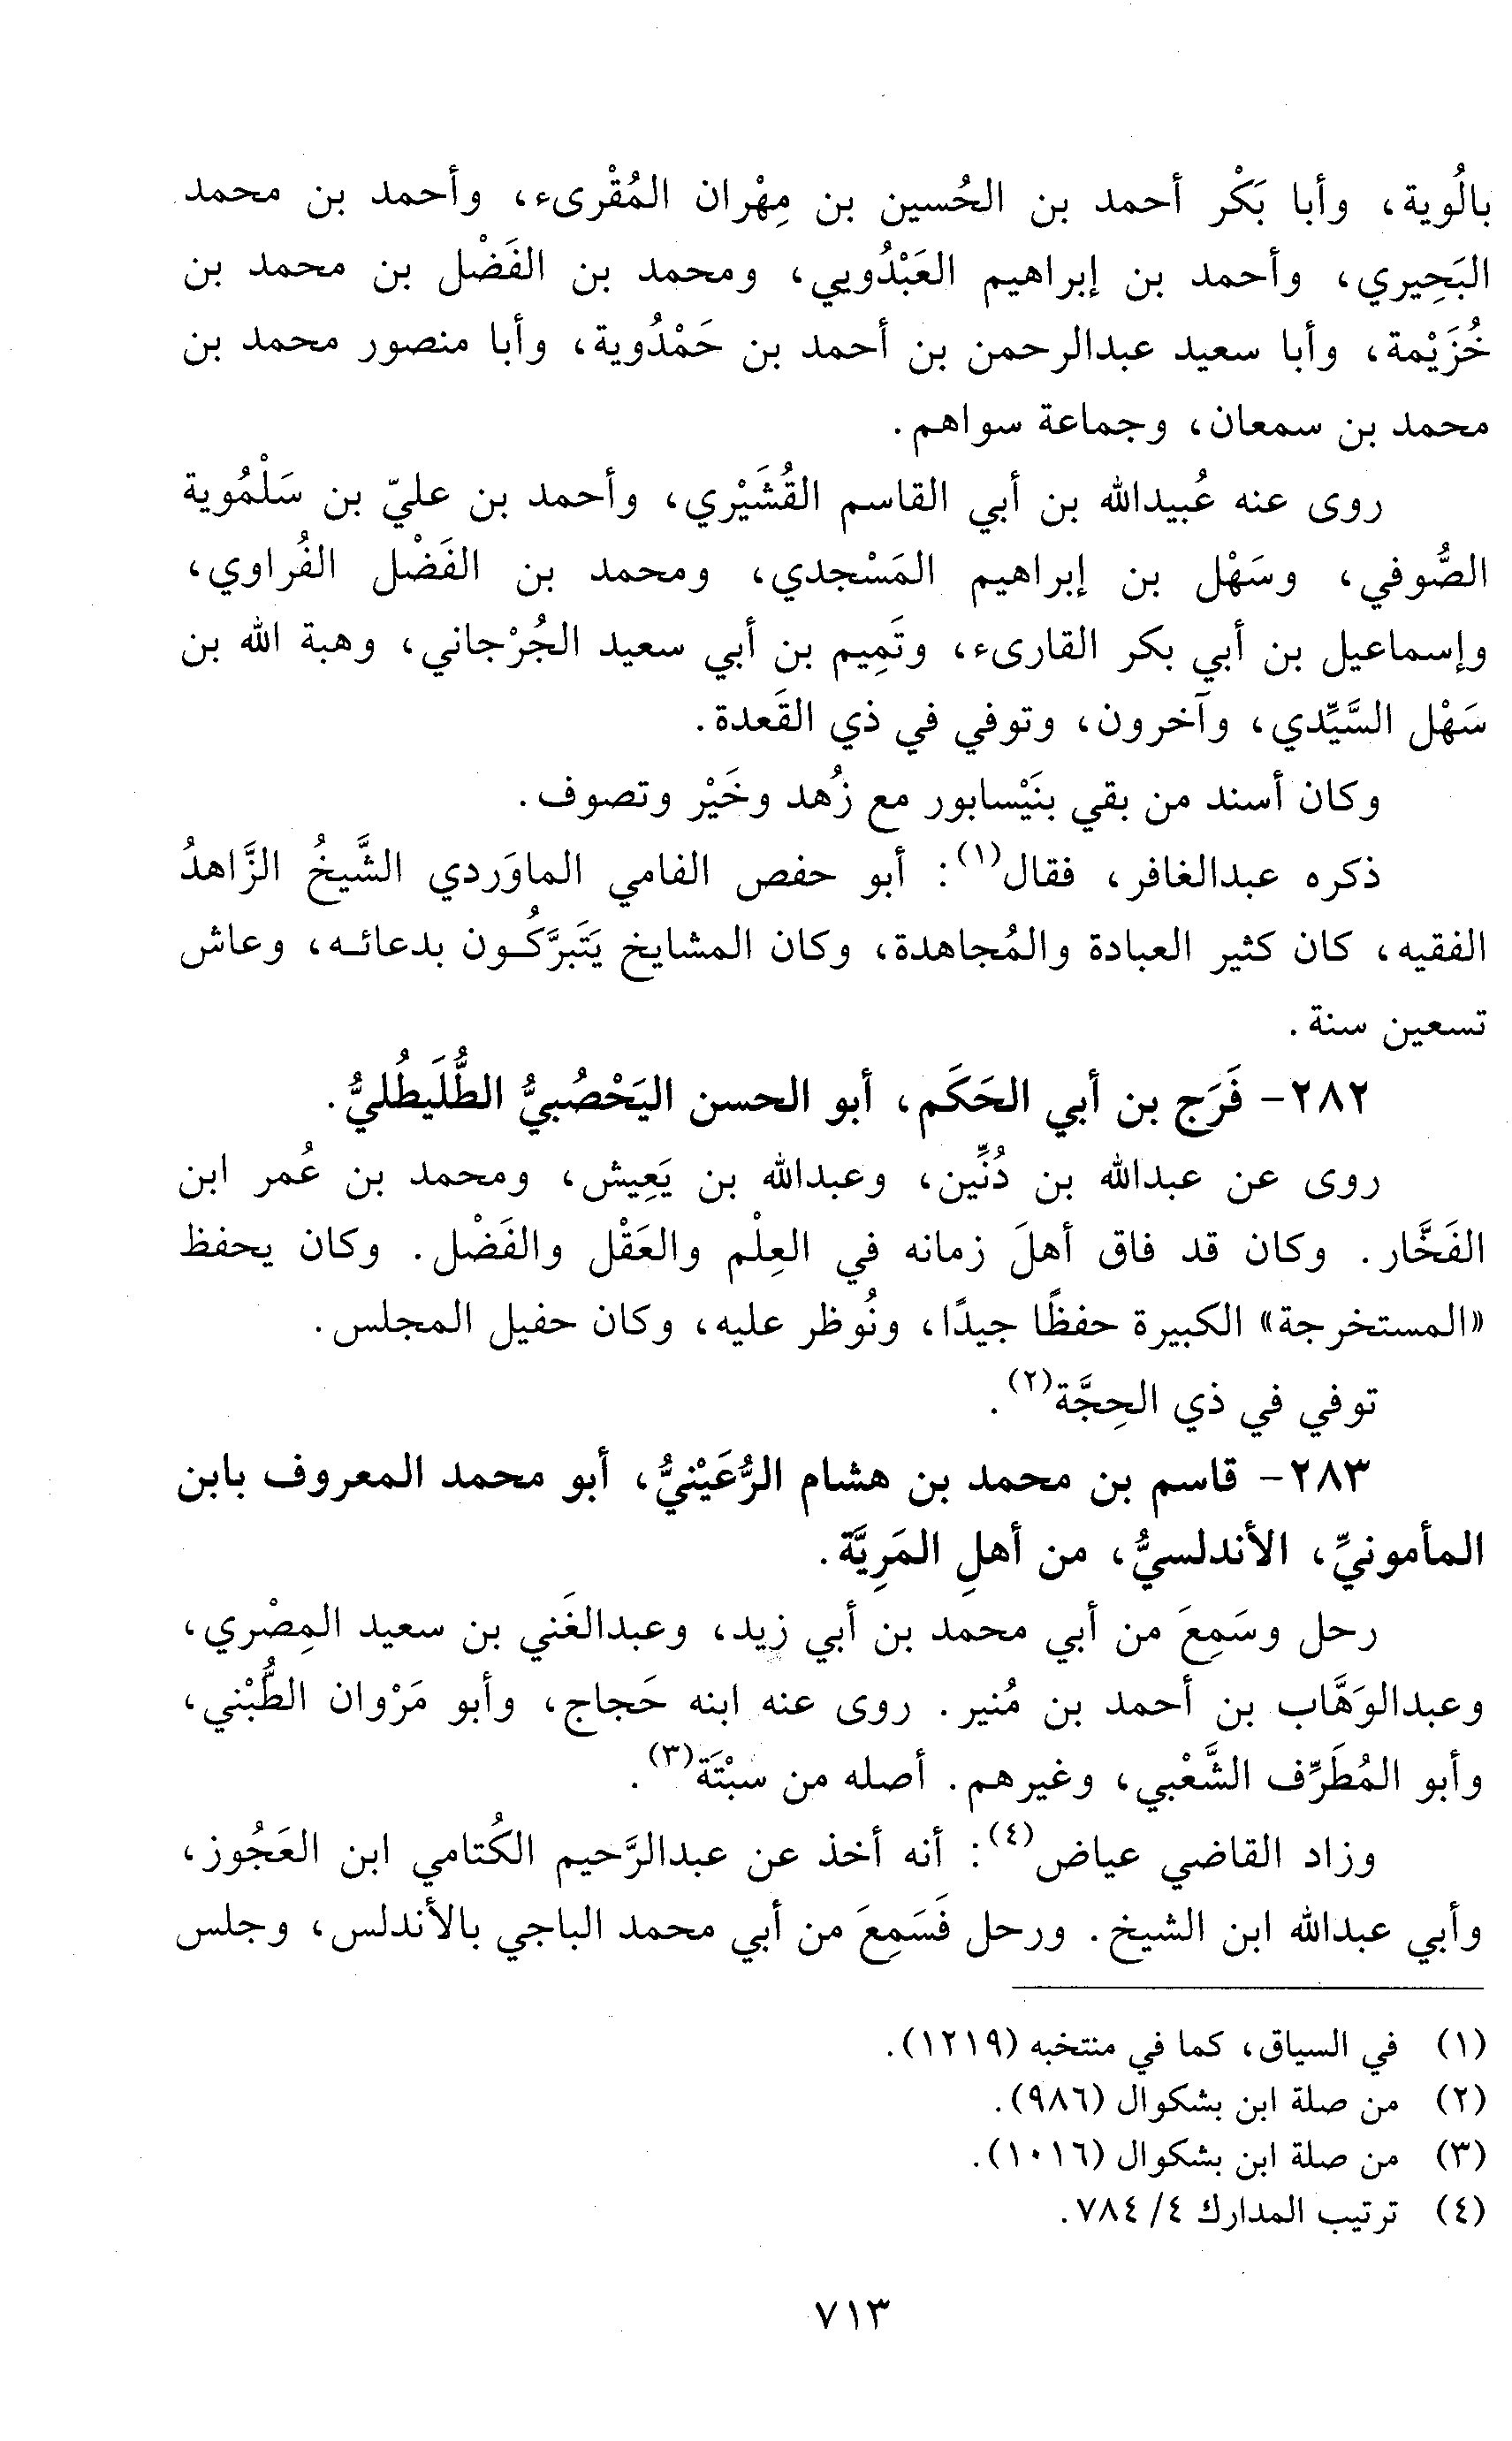 بالُوية، وأبا بَكْر أحمد بن الحُسين بن مِهْران المُقْرىء، وأحمد بن محمد
البَحِيري، وأحمد بن إبراهيم العَبْدُويي، ومحمد بن الفَضْل بن محمد بن
خُزَيْمة، وأبا سعيد عبدالرحمن بن أحمد بن حَمْدُوية، وأبا منصور محمد بن
محمد بن سمعان، وجماعة سواهم.
روى عنه عُبيدالله بن أبي القاسم القُشَيْري، وأحمد بن عليّ بن سَلْمُوية
الصُّوفي، وسَهْل بن إبراهيم المَسْجدي، ومحمد بن الفَضْل الفُراوي،
وإسماعيل بن أبي بكر القارىء، وتَمِيم بن أبي سعيد الجُرْجاني، وهبة الله بن
سَهْل السَّيِّدي، وآخرون، وتوفي في ذي القَعدة.
وكان أسند من بقي بنَيْسابور مع زُهد وخَيْر وتصوف.
ذكره عبدالغافر، فقال(١): أبو حفص الفامي الماوَردي الشَّيخُ الزَّاهدُ
الفقيه، كان كثير العبادة والمُجاهدة، وكان المشايخ يَتَبرَّكُـون بدعائـه، وعاش
تسعين سنة.
٢٨٢- فَرَج بن أبي الحَكَم، أبو الحسن اليَحْصُبيُّ الطُّلَيطُليُّ.
روى عن عبدالله بن دُنِّين، وعبدالله بن يَعِيش، ومحمد بن عُمر ابن
الفَخَّار. وكان قد فاق أهلَ زمانه في العِلْم والعَقْل والفَضْل. وكان يحفظ
«المستخرجة» الكبيرة حفظًا جيدًا، ونُوظر عليه، وكان حفيل المجلس.
توفي في ذي الحِجَّة(٢).
٢٨٣- قاسم بن محمد بن هشام الرُّعَيْنيُّ، أبو محمد المعروف بابن
المأمونيِّ، الأندلسيُّ، من أهلِ المَرِيَّة.
رحل وسَمِعَ من أبي محمد بن أبي زيد، وعبدالغَني بن سعيد المِصْري،
وعبدالوَهَّاب بن أحمد بن مُنير. روى عنه ابنه حَجاج، وأبو مَرْوان الطُّبْني،
وأبو المُطَرِّف الشَّعْبي، وغيرهم. أصله من سَبْتَة(٣).
وزاد القاضي عياض(٤): أنه أخذ عن عبدالرَّحيم الكُتامي ابن العَجُوز،
وأبي عبدالله ابن الشيخ. ورحل فَسَمِعَ من أبي محمد الباجي بالأندلس، وجلس
(١) في السياق، كما في منتخبه (١٢١٩).
(٢) من صلة ابن بشكوال (٩٨٦).
(٣) من صلة ابن بشكوال (١٠١٦).
(٤) ترتيب المدارك ٤/ ٧٨٤.
٧١٣